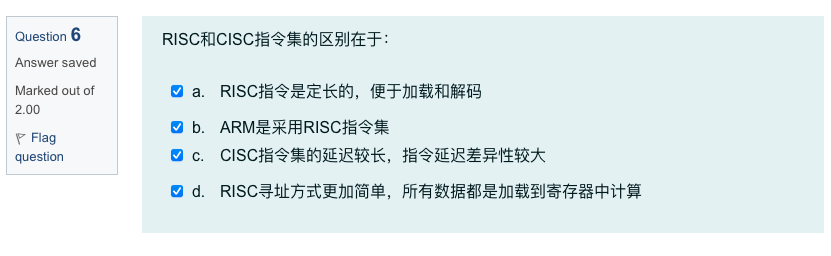 Question 6
Answer saved
Marked out of
2.00
Flag
question
RISC和CISC指令集的区别在于：
a. RISC指令是定长的，便于加载和解码
b. ARM是采用RISC指令集
c. CISC指令集的延迟较长，指令延迟差异性较大
d. RISC寻址方式更加简单，所有数据都是加载到寄存器中计算